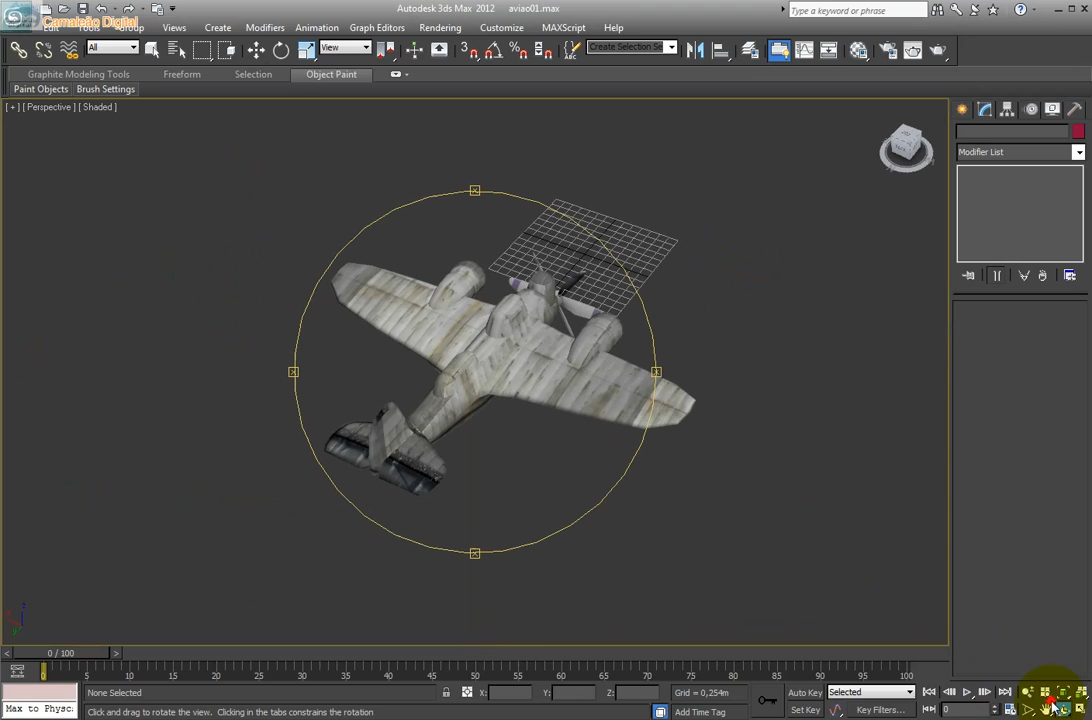 Autodesk 3ds Max 2012 aviao01.max
Type a keyword or phrase
Camaleão Digital
Group Views Create Modifiers Animation Graph Editors Rendering Customize MAXScript Help
All
View
Create Selection Se
Graphite Modeling Tools Freeform Selection Object Paint
Paint Objects Brush Settings
[ + ] [ Perspective ] [ Shaded ]
Modifier List
0 / 100
0 5 10 15 20 25 30 35 40 45 50 55 60 65 70 75 80 85 90 95 100
None Selected X: Y: Z: Grid = 0,254m Auto Key Selected
Max to Physc: Click and drag to rotate the view. Clicking in the tabs constrains the rotation Add Time Tag Set Key Key Filters... 0